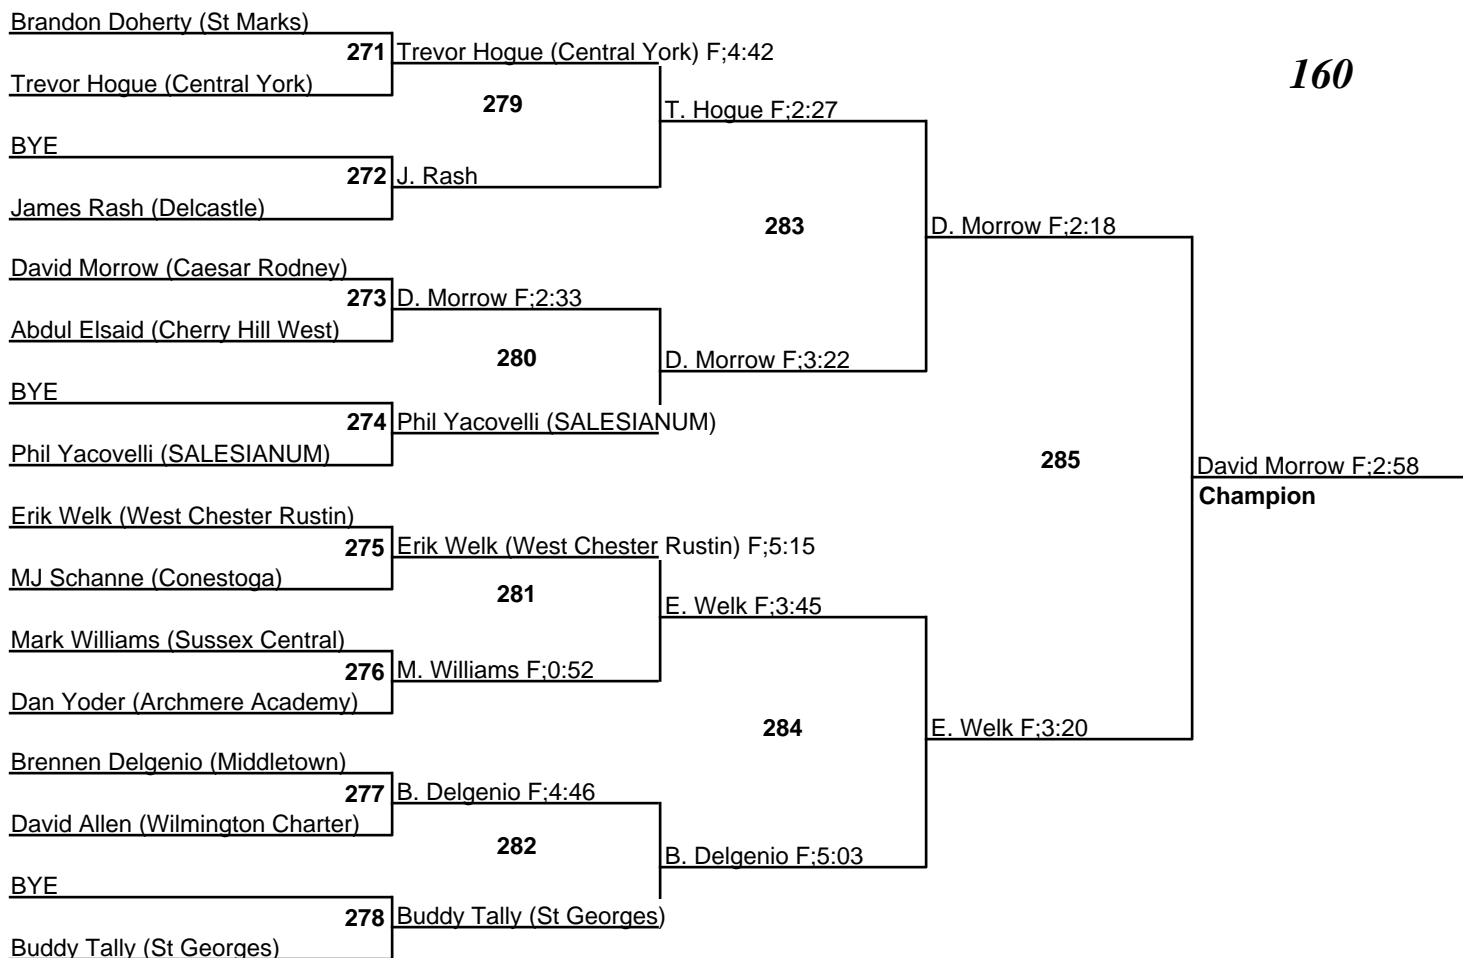 Brandon Doherty (St Marks)
271 Trevor Hogue (Central York) F;4:42
160
Trevor Hogue (Central York)
279
T. Hogue F;2:27
BYE
272 J. Rash
James Rash (Delcastle)
283
D. Morrow F;2:18
David Morrow (Caesar Rodney)
273 D. Morrow F;2:33
Abdul Elsaid (Cherry Hill West)
280
D. Morrow F;3:22
BYE
274 Phil Yacovelli (SALESIANUM)
Phil Yacovelli (SALESIANUM)
285
David Morrow F;2:58
Champion
Erik Welk (West Chester Rustin)
275 Erik Welk (West Chester Rustin) F;5:15
MJ Schanne (Conestoga)
281
E. Welk F;3:45
Mark Williams (Sussex Central)
276 M. Williams F;0:52
Dan Yoder (Archmere Academy)
284
E. Welk F;3:20
Brennen Delgenio (Middletown)
277 B. Delgenio F;4:46
David Allen (Wilmington Charter)
282
B. Delgenio F;5:03
BYE
278 Buddy Tally (St Georges)
Buddy Tally (St Georges)